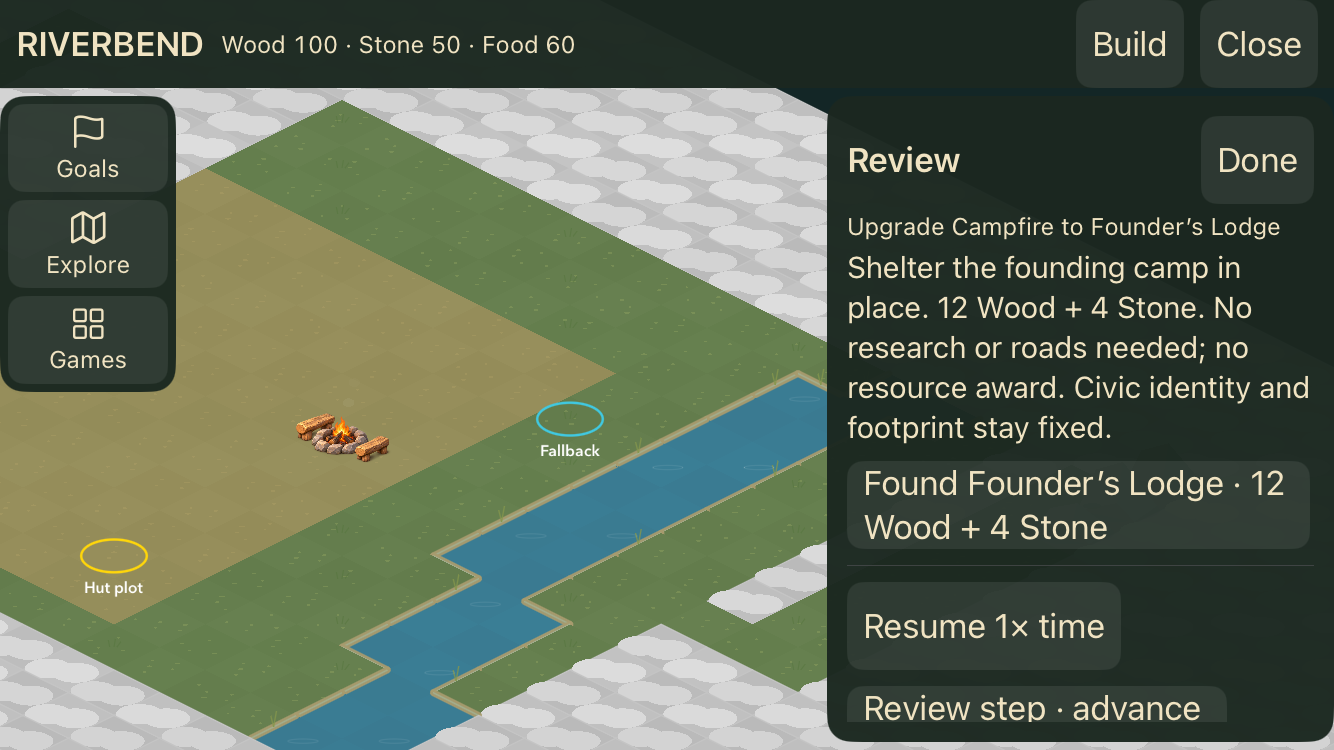 RIVERBEND Wood 100 · Stone 50 · Food 60
Build
Close
Goals
Explore
Games
Fallback
Hut plot
Review
Done
Upgrade Campfire to Founder’s Lodge
Shelter the founding camp in
place. 12 Wood + 4 Stone. No
research or roads needed; no
resource award. Civic identity and
footprint stay fixed.
Found Founder’s Lodge · 12
Wood + 4 Stone
Resume 1× time
Review step · advance